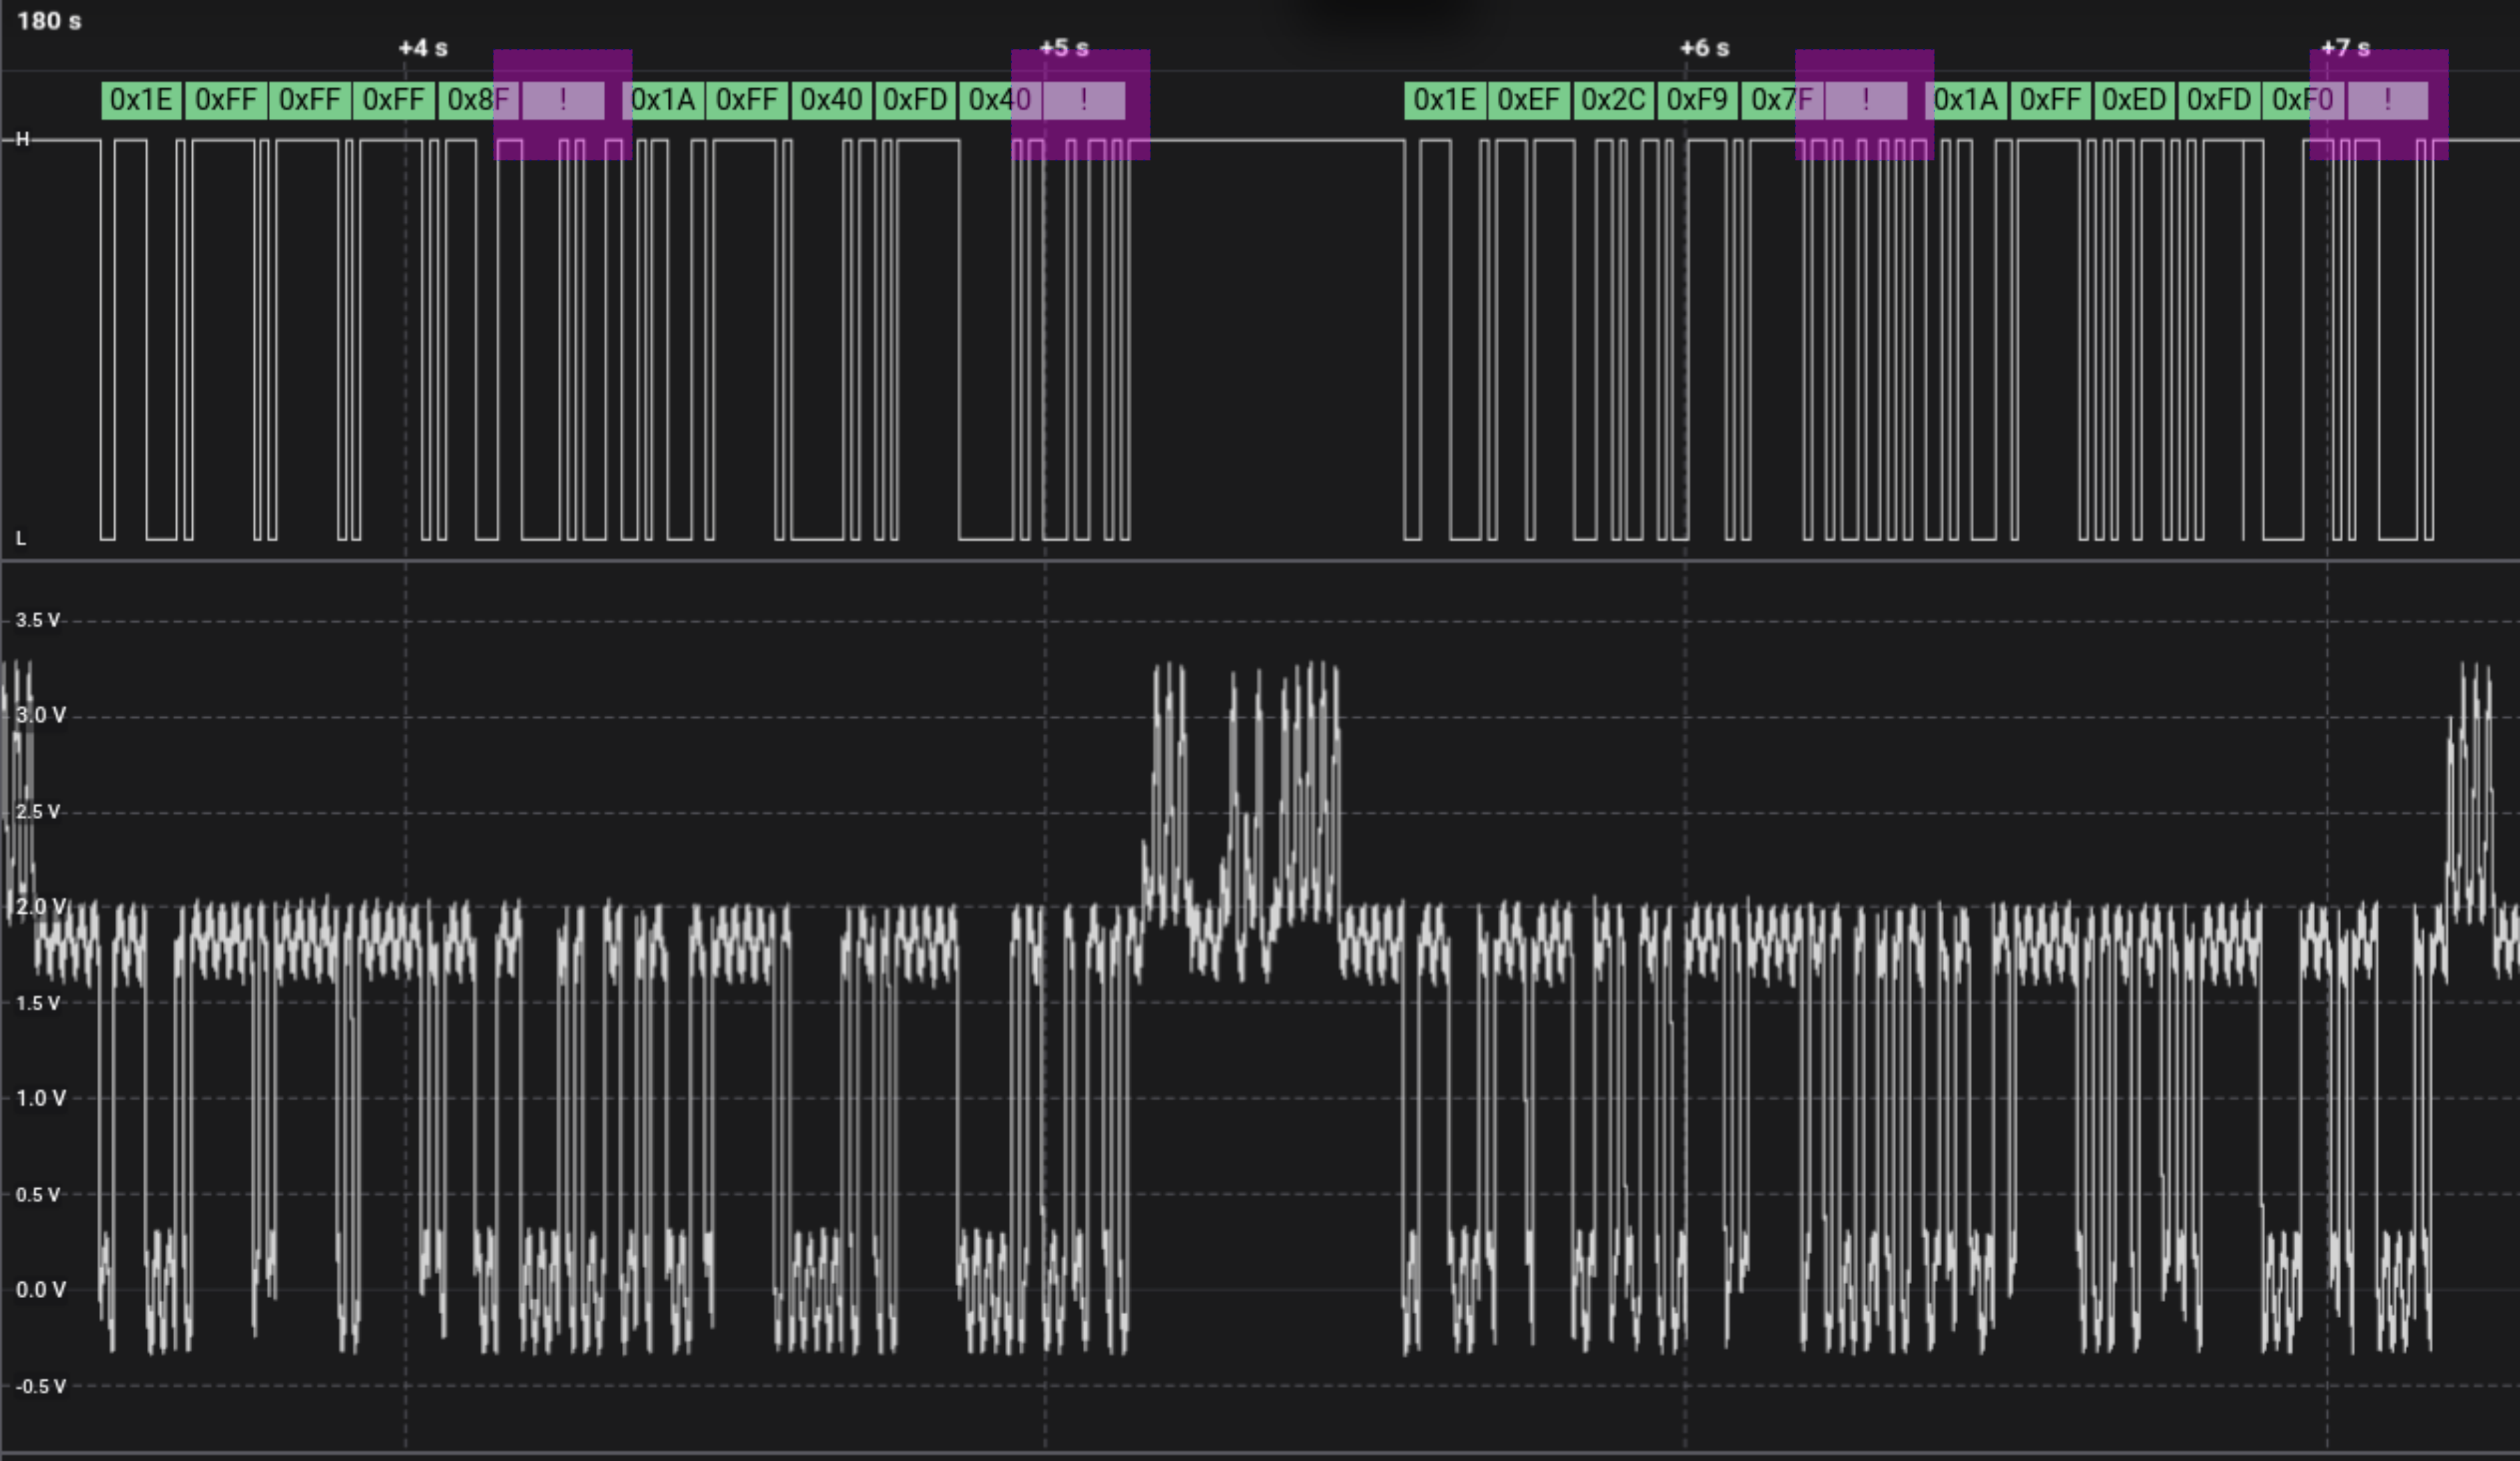 180 s
+4 s +5 s +6 s +7 s
0x1E 0xFF 0xFF 0xFF 0x8F ! 0x1A 0xFF 0x40 0xFD 0x40 ! 0x1E 0xEF 0x2C 0xF9 0x7F ! 0x1A 0xFF 0xED 0xFD 0xF0 !
H
L
3.5 V
3.0 V
2.5 V
2.0 V
1.5 V
1.0 V
0.5 V
0.0 V
-0.5 V